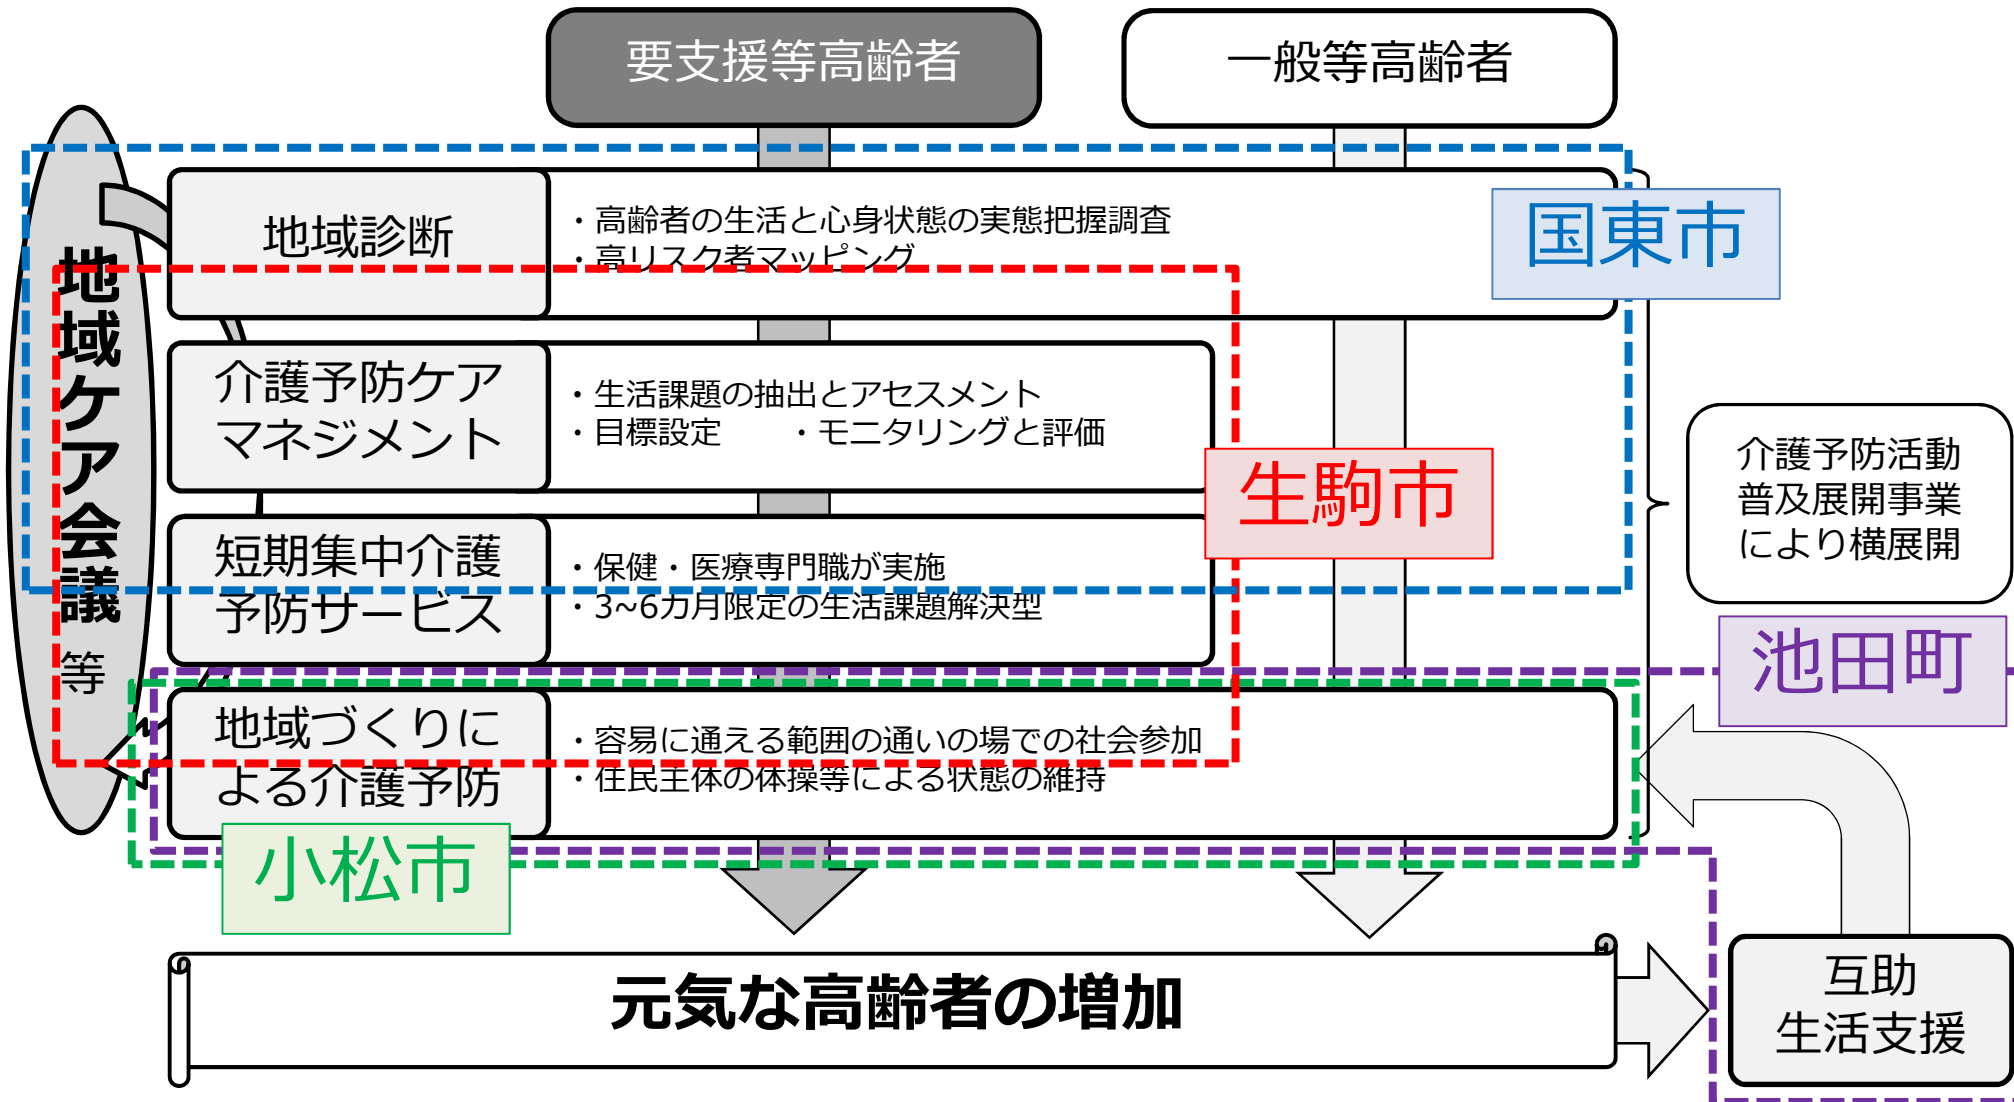 要支援等高齢者
一般等高齢者
地域ケア会議 等
地域診断
・高齢者の生活と心身状態の実態把握調査
・高リスク者マッピング
国東市
介護予防ケア
マネジメント
・生活課題の抽出とアセスメント
・目標設定　　・モニタリングと評価
生駒市
介護予防活動
普及展開事業
により横展開
短期集中介護
予防サービス
・保健・医療専門職が実施
・3~6カ月限定の生活課題解決型
池田町
地域づくりに
よる介護予防
・容易に通える範囲の通いの場での社会参加
・住民主体の体操等による状態の維持
小松市
元気な高齢者の増加
互助
生活支援